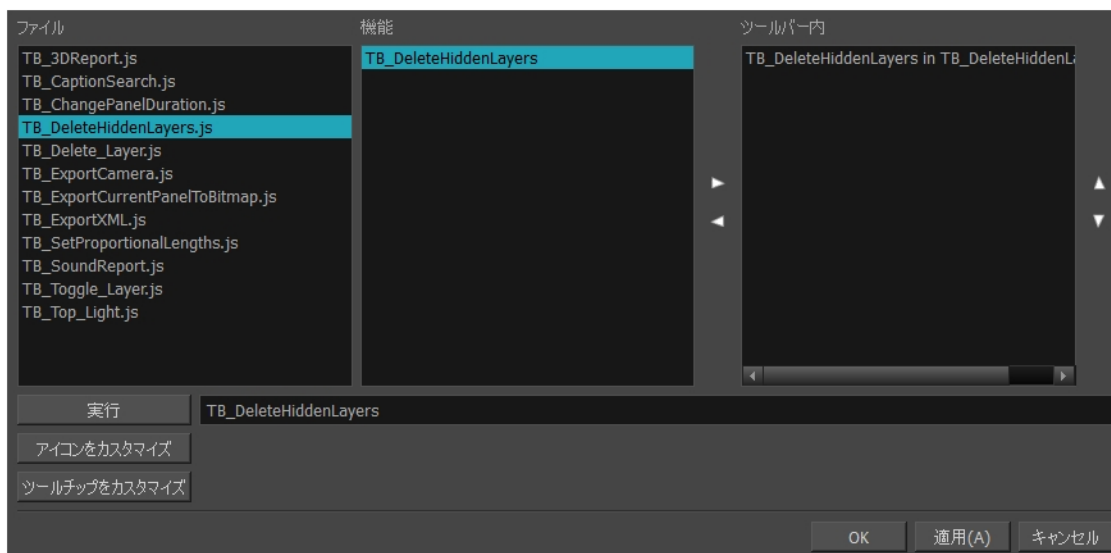 ファイル
TB_3DReport.js
TB_CaptionSearch.js
TB_ChangePanelDuration.js
TB_DeleteHiddenLayers.js
TB_Delete_Layer.js
TB_ExportCamera.js
TB_ExportCurrentPanelToBitmap.js
TB_ExportXML.js
TB_SetProportionalLengths.js
TB_SoundReport.js
TB_Toggle_Layer.js
TB_Top_Light.js
機能
TB_DeleteHiddenLayers
ツールバー内
TB_DeleteHiddenLayers in TB_DeleteHiddenL
実行
TB_DeleteHiddenLayers
アイコンをカスタマイズ
ツールチップをカスタマイズ
OK
適用(A)
キャンセル